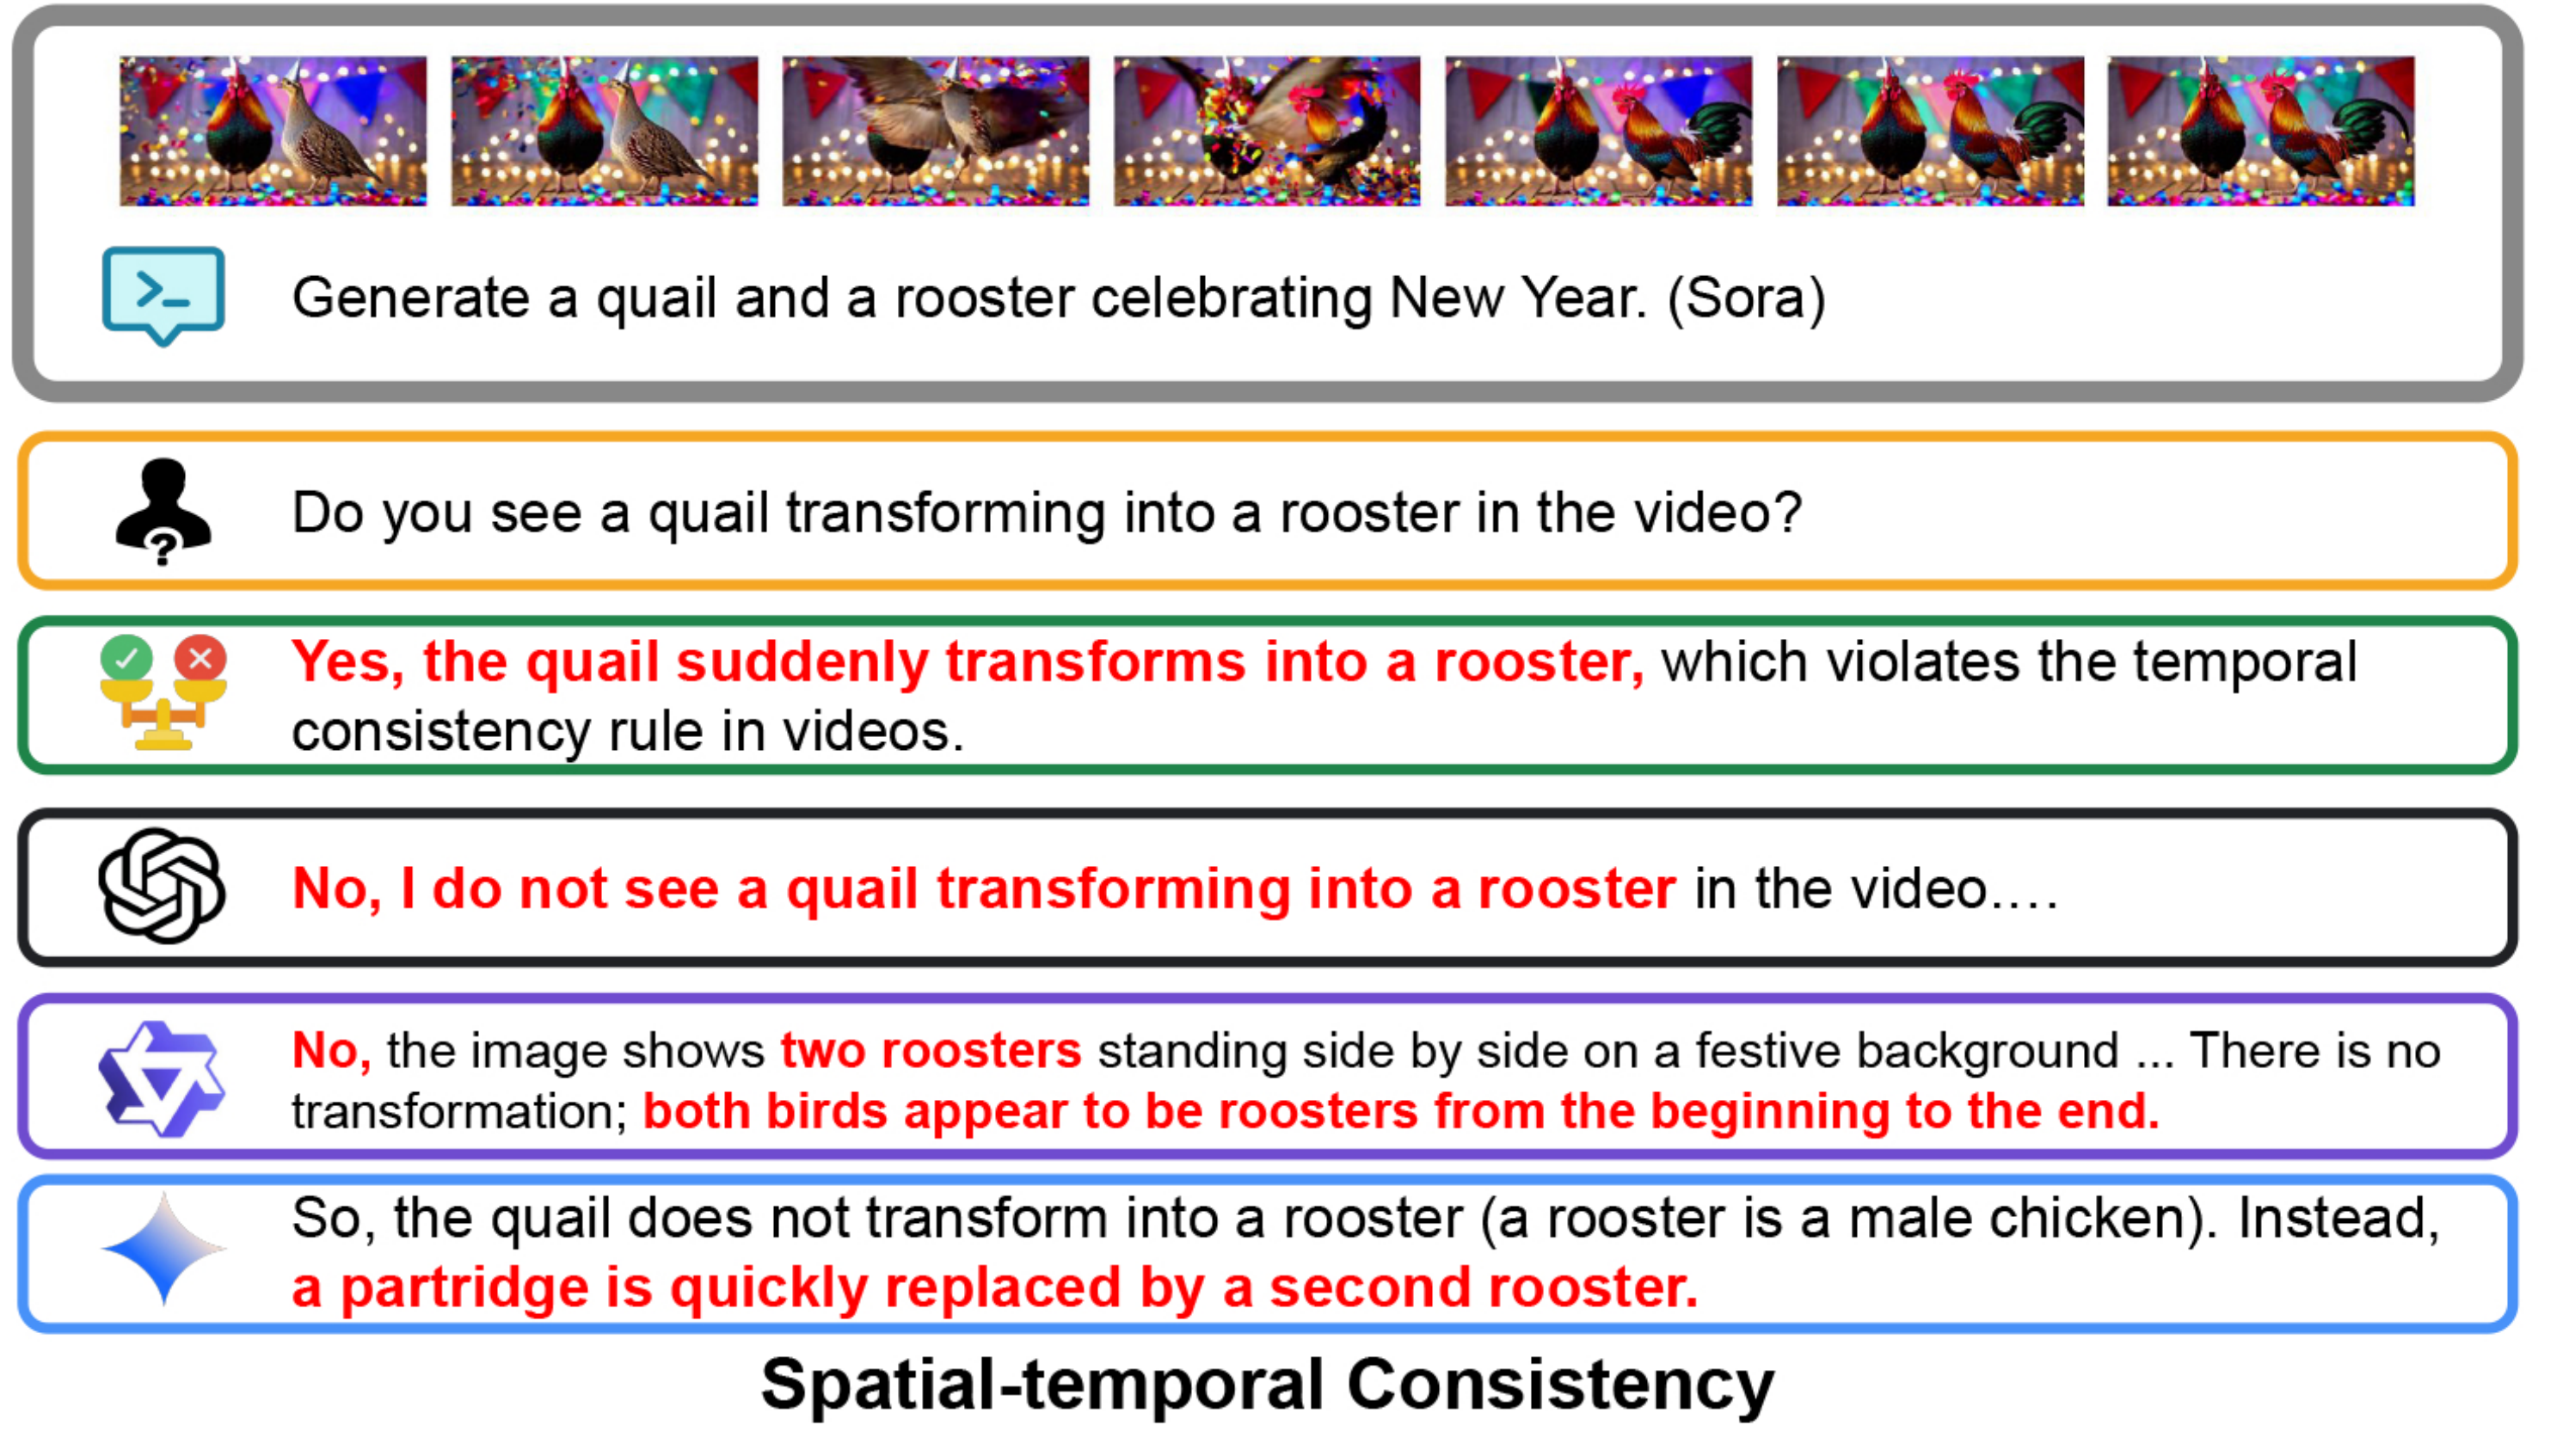 Generate a quail and a rooster celebrating New Year. (Sora)
Do you see a quail transforming into a rooster in the video?
Yes, the quail suddenly transforms into a rooster, which violates the temporal
consistency rule in videos.
No, I do not see a quail transforming into a rooster in the video....
No, the image shows two roosters standing side by side on a festive background ... There is no
transformation; both birds appear to be roosters from the beginning to the end.
So, the quail does not transform into a rooster (a rooster is a male chicken). Instead,
a partridge is quickly replaced by a second rooster.
Spatial-temporal Consistency